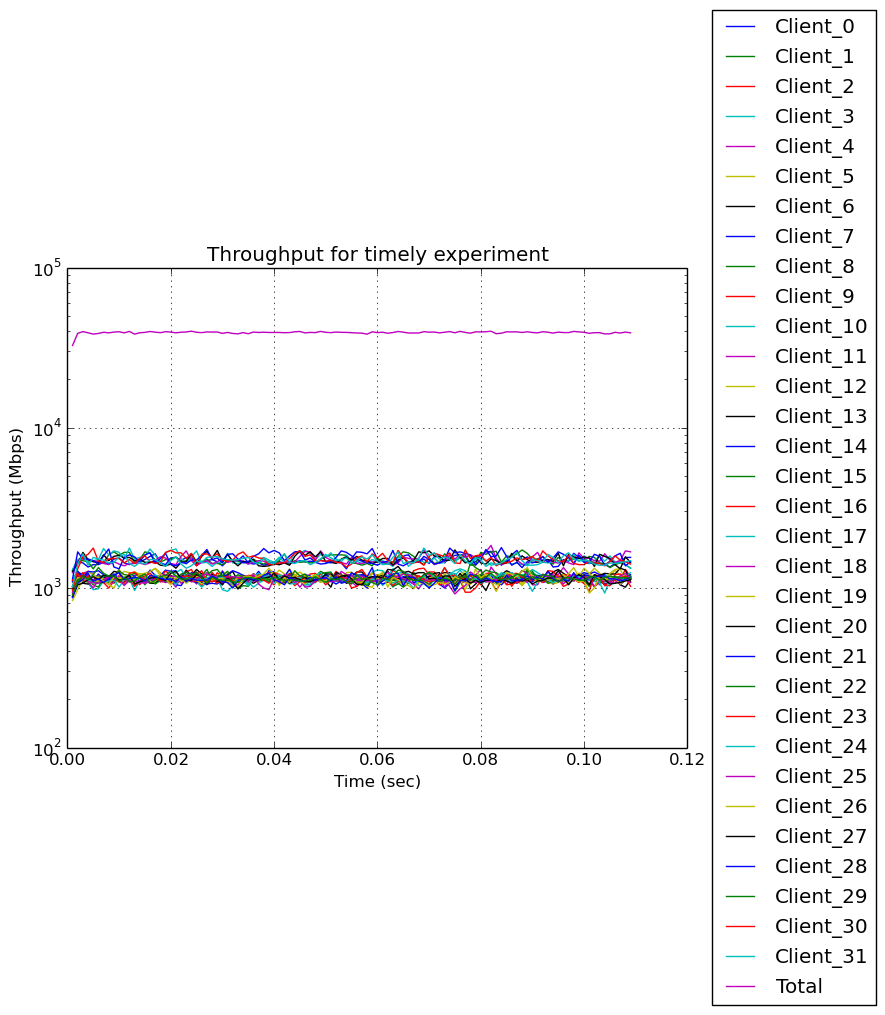 Throughput for timely experiment
Throughput (Mbps)
10^5
10^4
10^3
10^2
0.00 0.02 0.04 0.06 0.08 0.10 0.12
Time (sec)
Client_0
Client_1
Client_2
Client_3
Client_4
Client_5
Client_6
Client_7
Client_8
Client_9
Client_10
Client_11
Client_12
Client_13
Client_14
Client_15
Client_16
Client_17
Client_18
Client_19
Client_20
Client_21
Client_22
Client_23
Client_24
Client_25
Client_26
Client_27
Client_28
Client_29
Client_30
Client_31
Total